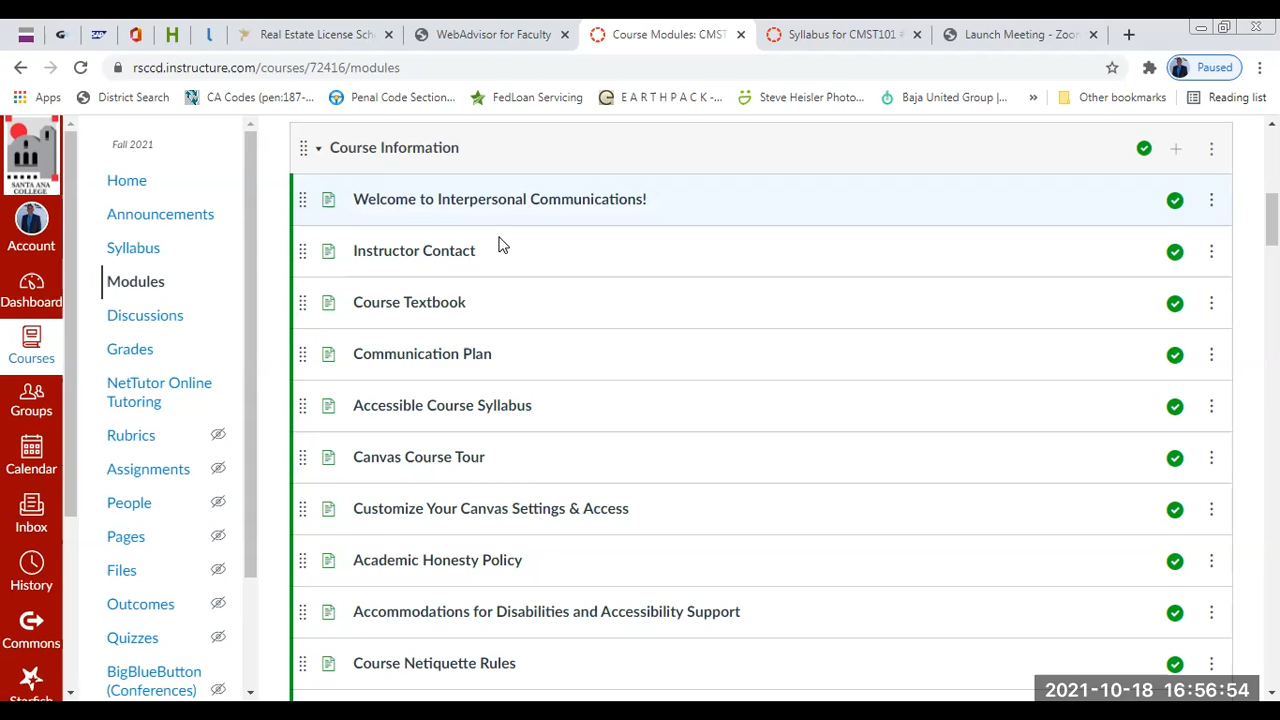 Real Estate License Sch
WebAdvisor for Faculty
Course Modules: CMST
Syllabus for CMST101 #
Launch Meeting - Zoo
rsccd.instructure.com/courses/72416/modules
Paused
Apps
District Search
CA Codes (pen:187-...
Penal Code Section...
FedLoan Servicing
E A R T H P A C K -...
Steve Heisler Photo...
Baja United Group |...
»
Other bookmarks
Reading list
SANTA ANA
COLLEGE
Account
Dashboard
Courses
Groups
Calendar
Inbox
History
Commons
Fall 2021
Home
Announcements
Syllabus
Modules
Discussions
Grades
NetTutor Online
Tutoring
Rubrics
Assignments
People
Pages
Files
Outcomes
Quizzes
BigBlueButton
(Conferences)
Course Information
Welcome to Interpersonal Communications!
Instructor Contact
Course Textbook
Communication Plan
Accessible Course Syllabus
Canvas Course Tour
Customize Your Canvas Settings & Access
Academic Honesty Policy
Accommodations for Disabilities and Accessibility Support
Course Netiquette Rules
2021-10-18 16:56:54